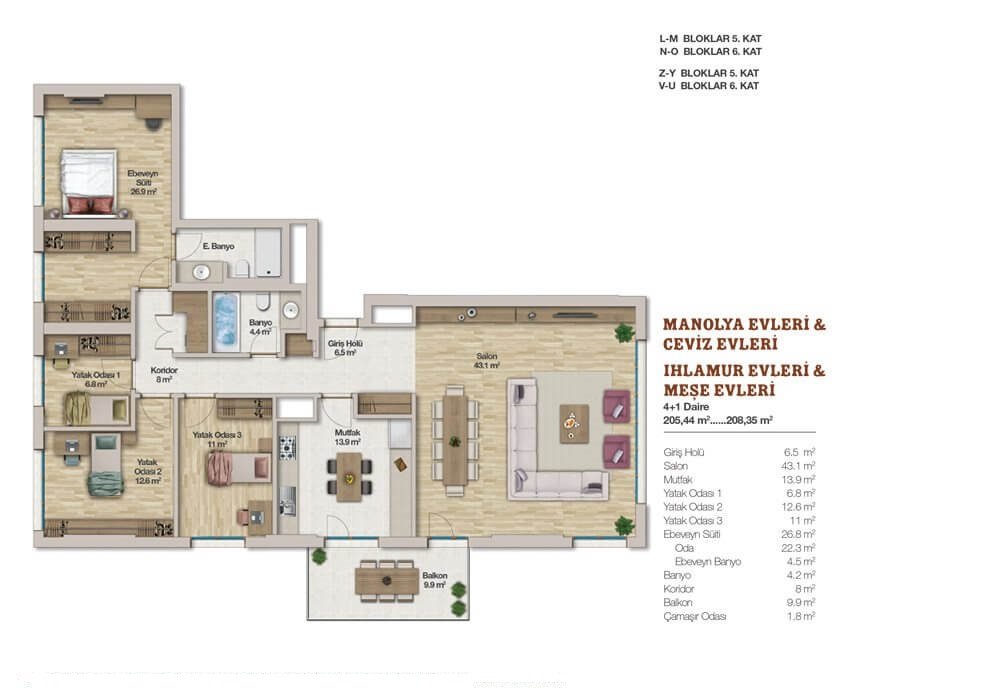 L-M BLOKLAR 5. KAT
N-O BLOKLAR 6. KAT
Z-Y BLOKLAR 5. KAT
V-U BLOKLAR 6. KAT
Ebeveyn
Süiti
26.9 m²
E. Banyo
Banyo
4.4 m²
Giriş Holü
6.5 m²
Salon
43.1 m²
Koridor
8 m²
Yatak Odası 1
6.8 m²
Mutfak
13.9 m²
Yatak Odası 3
11 m²
Yatak
Odası 2
12.6 m²
Balkon
9.9 m²
MANOLYA EVLERİ &
CEVİZ EVLERİ
IHLAMUR EVLERİ &
MEŞE EVLERİ
4+1 Daire
205,44 m²......208,35 m²
Giriş Holü 6.5 m²
Salon 43.1 m²
Mutfak 13.9 m²
Yatak Odası 1 6.8 m²
Yatak Odası 2 12.6 m²
Yatak Odası 3 11 m²
Ebeveyn Süiti 26.8 m²
Oda 22.3 m²
Ebeveyn Banyo 4.5 m²
Banyo 4.2 m²
Koridor 8 m²
Balkon 9.9 m²
Çamaşır Odası 1.8 m²